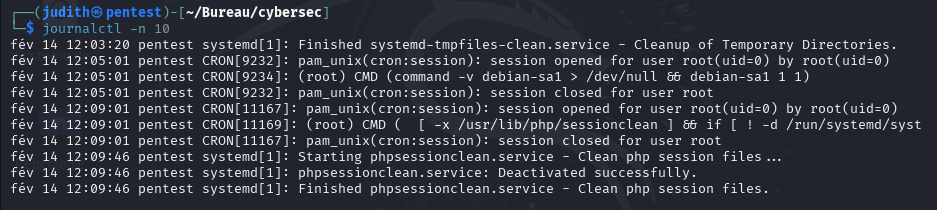 ┌──(judith㉿pentest)-[~/Bureau/cybersec]
└─$ journalctl -n 10
fév 14 12:03:20 pentest systemd[1]: Finished systemd-tmpfiles-clean.service - Cleanup of Temporary Directories.
fév 14 12:05:01 pentest CRON[9232]: pam_unix(cron:session): session opened for user root(uid=0) by root(uid=0)
fév 14 12:05:01 pentest CRON[9234]: (root) CMD (command -v debian-sa1 > /dev/null && debian-sa1 1 1)
fév 14 12:05:01 pentest CRON[9232]: pam_unix(cron:session): session closed for user root
fév 14 12:09:01 pentest CRON[11167]: pam_unix(cron:session): session opened for user root(uid=0) by root(uid=0)
fév 14 12:09:01 pentest CRON[11169]: (root) CMD (  [ -x /usr/lib/php/sessionclean ] && if [ ! -d /run/systemd/syst
fév 14 12:09:01 pentest CRON[11167]: pam_unix(cron:session): session closed for user root
fév 14 12:09:46 pentest systemd[1]: Starting phpsessionclean.service - Clean php session files...
fév 14 12:09:46 pentest systemd[1]: phpsessionclean.service: Deactivated successfully.
fév 14 12:09:46 pentest systemd[1]: Finished phpsessionclean.service - Clean php session files.